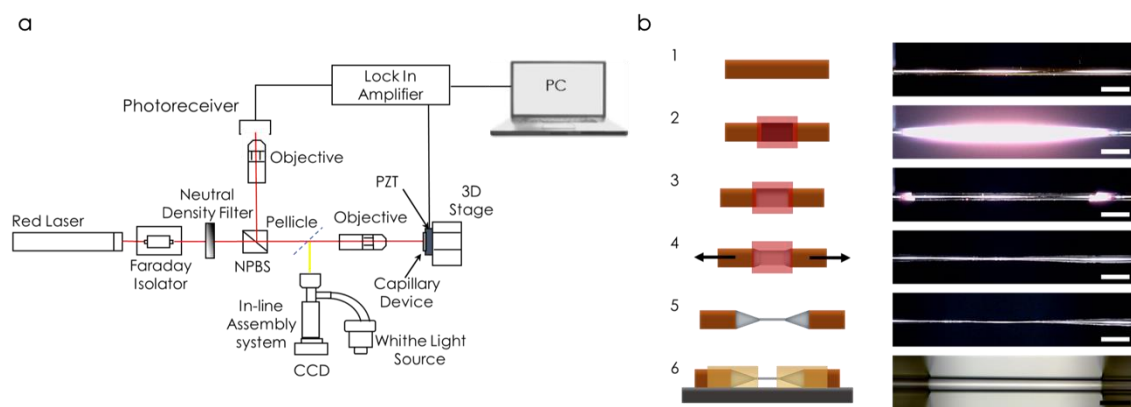 a
b
Lock In
Amplifier
PC
Photoreceiver
Objective
PZT
3D
Stage
Neutral
Density Filter
Red Laser
Pellicle
Objective
Faraday
Isolator
NPBS
Capillary
Device
In-line
Assembly
system
Whithe Light
Source
CCD
1
2
3
4
5
6